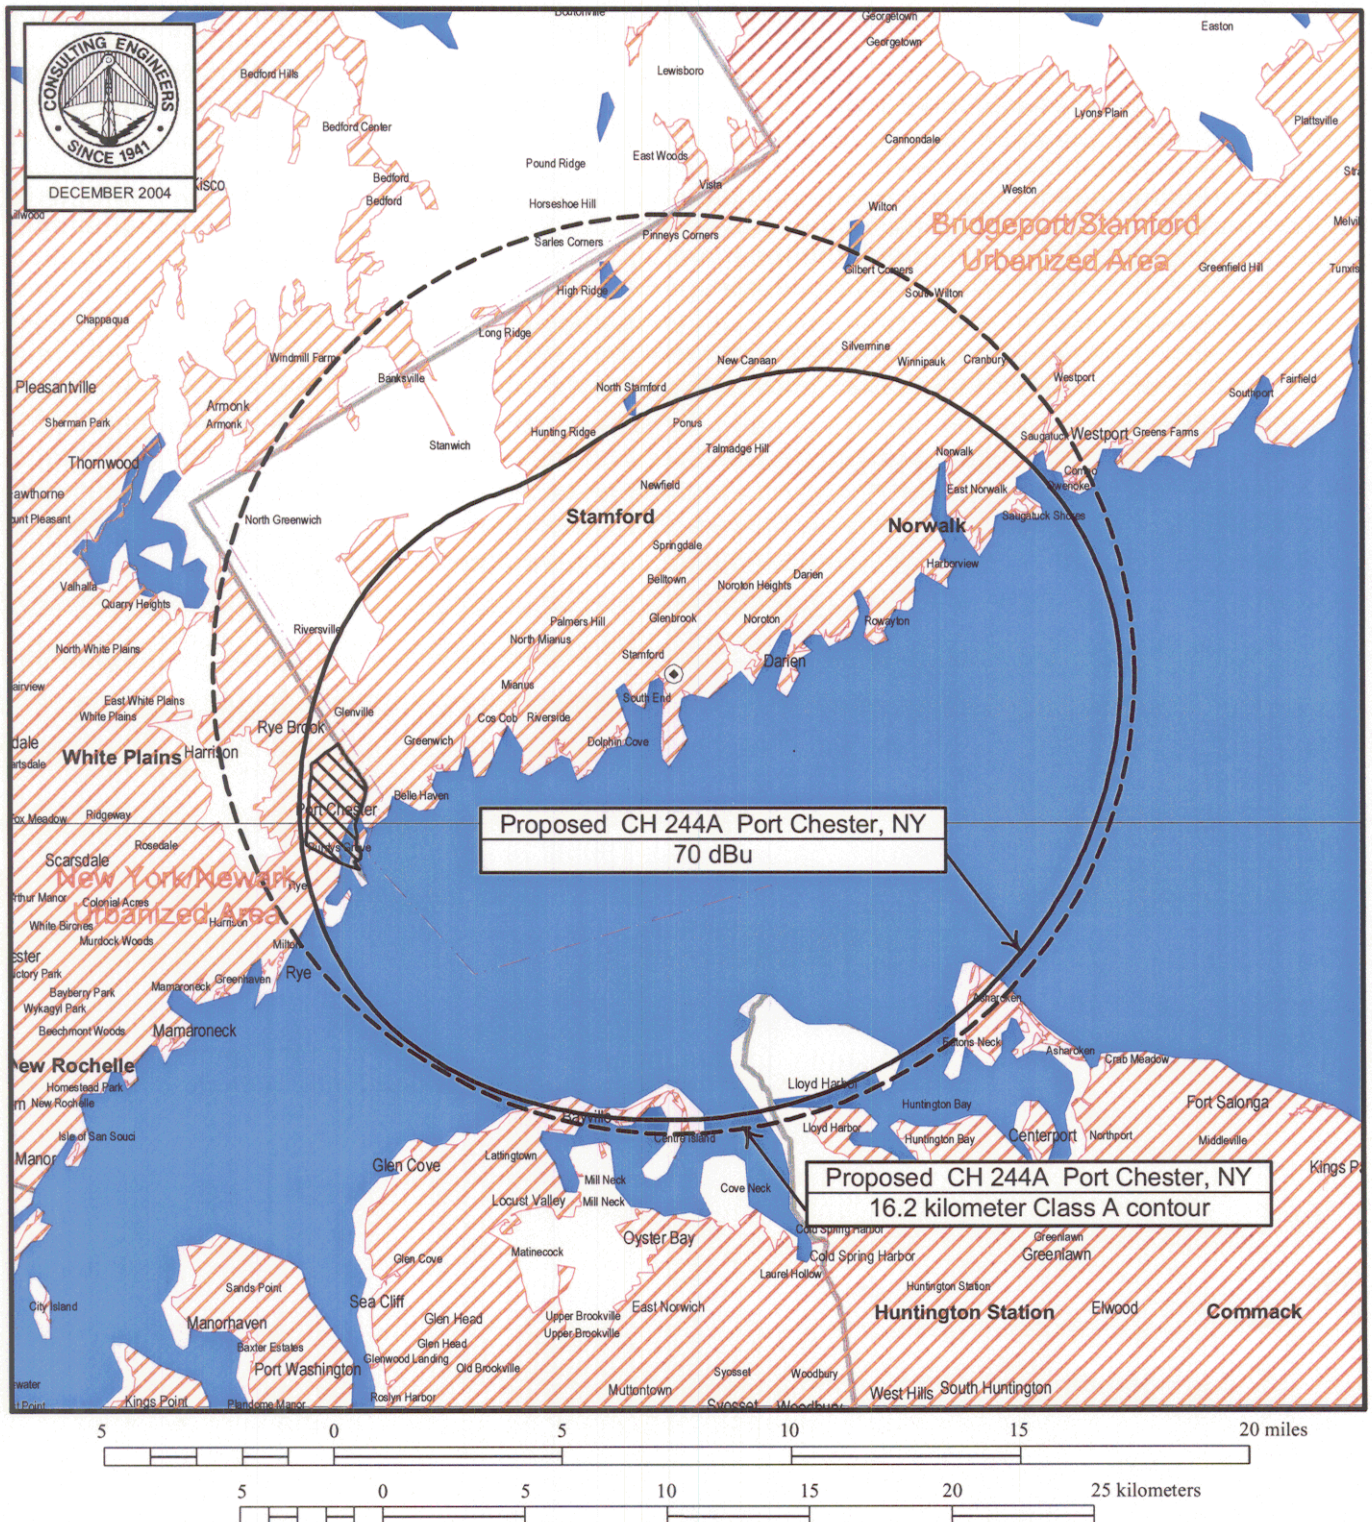 CONSULTING ENGINEERS
SINCE 1941
DECEMBER 2004
Georgetown
Georgetown
Easton
Lewisboro
Bedford Hills
Lyons Plain
Plattsville
Bedford Center
Cannondale
East Woods
Pound Ridge
Bedford
Vista
Weston
Bedford
Horseshoe Hill
Wilton
Bridgeport/Stamford
Urbanized Area
Pinneys Corners
Sarles Corners
Gilbert Corners
Greenfield Hill
High Ridge
South Wilton
Chappaqua
Long Ridge
Silvermine
Windmill Farm
New Canaan
Winnipauk
Cranbury
Banksville
Westport
Fairfield
Pleasantville
North Stamford
Southport
Armonk
Armonk
Sherman Park
Ponus
Hunting Ridge
Saugatuck
Westport
Greens Farms
Stanwich
Talmadge Hill
Norwalk
Thornwood
Compo
Newfield
East Norwalk
Owenoke
North Greenwich
Stamford
Saugatuck Shores
Norwalk
Springdale
Harborview
Belltown
Darien
Noroton Heights
Valhalla
Quarry Heights
Palmers Hill
Glenbrook
Noroton
Rowayton
Riversville
North Mianus
North White Plains
Stamford
Darien
Mianus
South End
East White Plains
White Plains
Glenville
Rye Brook
Cos Cob
Riverside
Greenwich
Dolphin Cove
White Plains
Harrison
Belle Haven
Port Chester
Ridgeway
Proposed CH 244A Port Chester, NY
70 dBu
Rosedale
Purdys Grove
Scarsdale
New York/Newark
Urbanized Area
Rye
Colonial Acres
White Birches
Harrison
Murdock Woods
Milton
Rye
Greenhaven
Mamaroneck
Bayberry Park
Wykagyl Park
Asharoken
Beechmont Woods
Mamaroneck
Eatons Neck
Asharoken
Crab Meadow
New Rochelle
Homestead Park
New Rochelle
Lloyd Harbor
Huntington Bay
Fort Salonga
Bayville
Lloyd Harbor
Isle of San Souci
Centre Island
Huntington Bay
Centerport
Northport
Middleville
Manor
Lattingtown
Glen Cove
Mill Neck
Cove Neck
Proposed CH 244A Port Chester, NY
16.2 kilometer Class A contour
Locust Valley
Mill Neck
Cold Spring Harbor
Oyster Bay
Greenlawn
Greenlawn
Matinecock
Glen Cove
Cold Spring Harbor
Laurel Hollow
Sands Point
Huntington Station
City Island
Sea Cliff
East Norwich
Huntington Station
Elwood
Commack
Manorhaven
Glen Head
Upper Brookville
Upper Brookville
Baxter Estates
Glen Head
Glenwood Landing
Old Brookville
Port Washington
Syosset
Woodbury
Muttontown
West Hills
South Huntington
Kings Point
Plandome Manor
Roslyn Harbor
Syosset
Woodbury
5 0 5 10 15 20 miles
5 0 5 10 15 20 25 kilometers